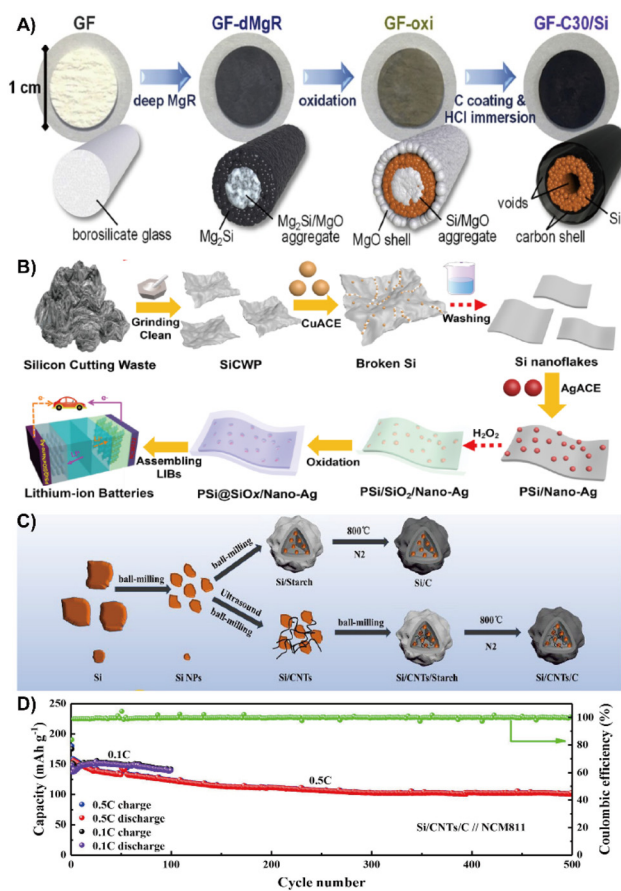 A)
GF
GF-dMgR
GF-oxi
GF-C30/Si
1 cm
deep MgR
oxidation
C coating &
HCl immersion
borosilicate glass
Mg2Si
Mg2Si/MgO
aggregate
MgO shell
Si/MgO
aggregate
voids
carbon shell
Si
B)
Silicon Cutting Waste
Grinding
Clean
SiCWP
CuACE
Broken Si
Washing
Si nanoflakes
AgACE
PSi/Nano-Ag
H2O2
PSi/SiO2/Nano-Ag
Oxidation
PSi@SiOx/Nano-Ag
Assembling
LIBs
Lithium-ion Batteries
C)
Si
ball-milling
Si NPs
ball-milling
Si/Starch
800℃
N2
Si/C
Uitrasound
ball-milling
Si/CNTs
ball-milling
Si/CNTs/Starch
800℃
N2
Si/CNTs/C
D)
Capacity (mAh g-1)
250
200
150
100
50
0
0.1C
0.5C
0.5C charge
0.5C discharge
0.1C charge
0.1C discharge
Si/CNTs/C // NCM811
0
100
200
300
400
500
Cycle number
Coulombic efficiency (%)
100
80
60
40
20
0